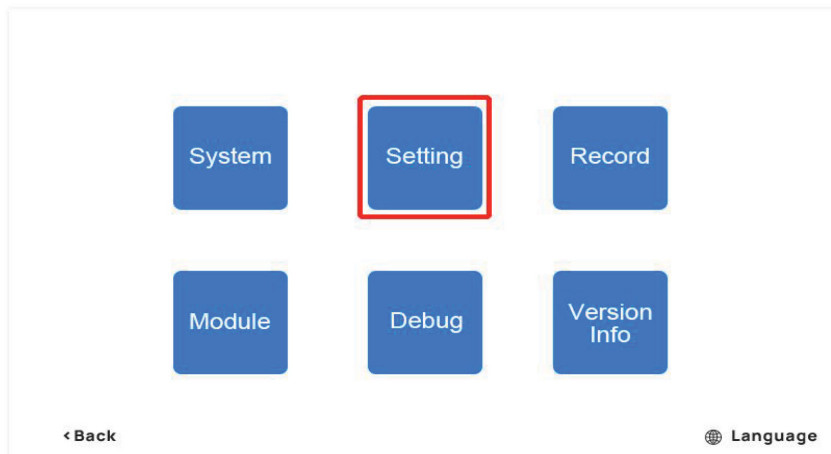 System
Setting
Record
Module
Debug
Version
Info
<Back
Language